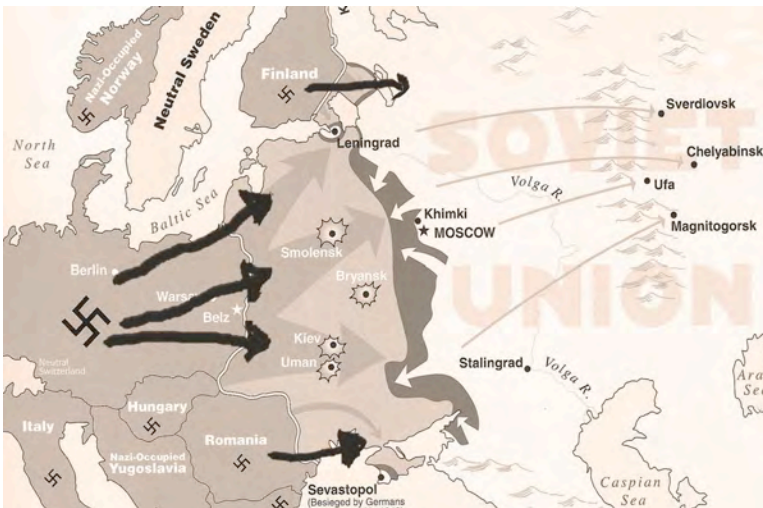 Nazi-Occupied
Norway
Neutral Sweden
Finland
North
Sea
Baltic Sea
Leningrad
SOVIET
UNION
Sverdlovsk
Chelyabinsk
Ufa
Magnitogorsk
Volga R.
Khimki
MOSCOW
Smolensk
Bryansk
Berlin
Belz
Kiev
Uman
Neutral
Switzerland
Stalingrad
Volga R.
Hungary
Italy
Romania
Nazi-Occupied
Yugoslavia
Sevastopol
(Besieged by Germans
Caspian
Sea